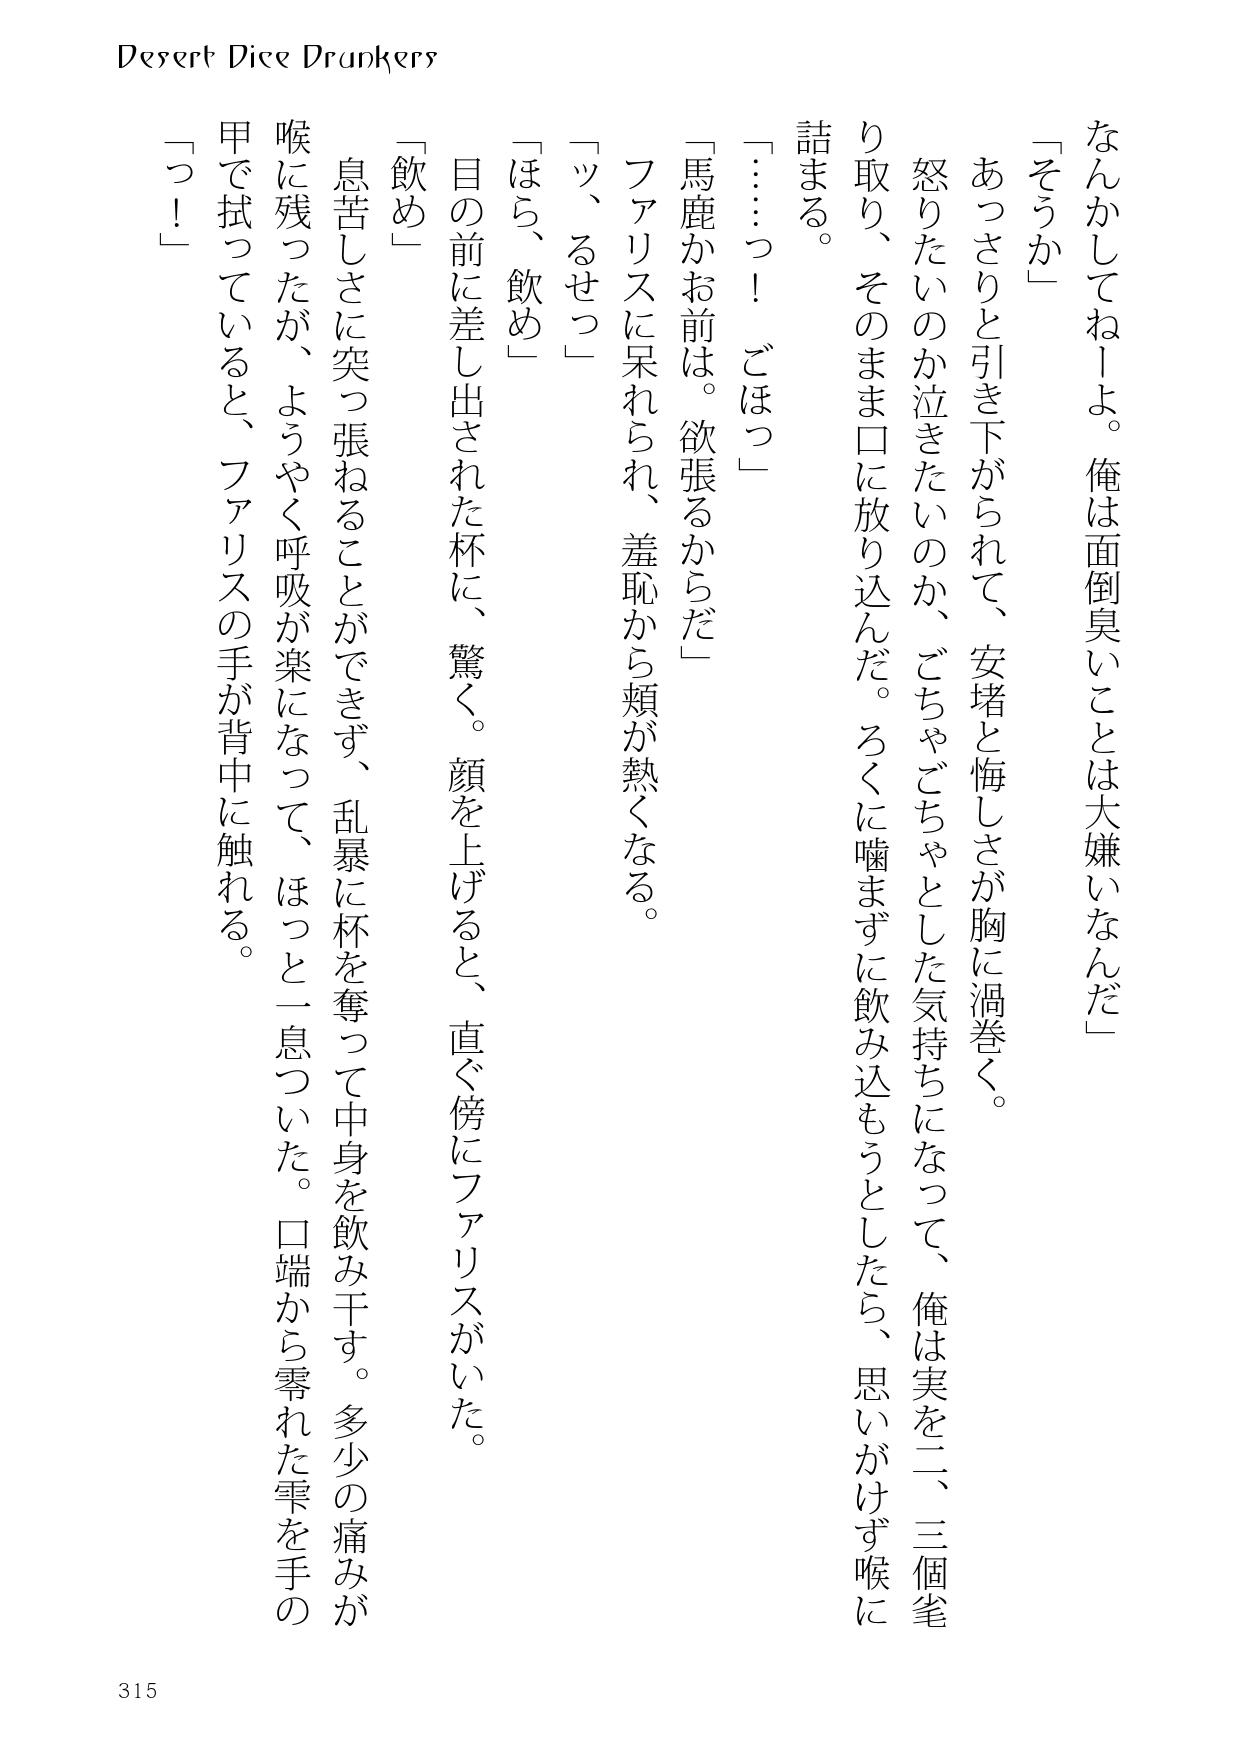 Desert Dice Drunkers
なんかしてねーよ。俺は面倒臭いことは大嫌いなんだ」
「そうか」
　あっさりと引き下がられて、安堵と悔しさが胸に渦巻く。
　怒りたいのか泣きたいのか、ごちゃごちゃとした気持ちになって、俺は実を二、三個毟
り取り、そのまま口に放り込んだ。ろくに噛まずに飲み込もうとしたら、思いがけず喉に
詰まる。
「……っ！　ごほっ」
「馬鹿かお前は。欲張るからだ」
　ファリスに呆れられ、羞恥から頬が熱くなる。
「ッ、るせっ」
「ほら、飲め」
　目の前に差し出された杯に、驚く。顔を上げると、直ぐ傍にファリスがいた。
「飲め」
　息苦しさに突っ張ねることができず、乱暴に杯を奪って中身を飲み干す。多少の痛みが
喉に残ったが、ようやく呼吸が楽になって、ほっと一息ついた。口端から零れた雫を手の
甲で拭っていると、ファリスの手が背中に触れる。
「っ！」
315